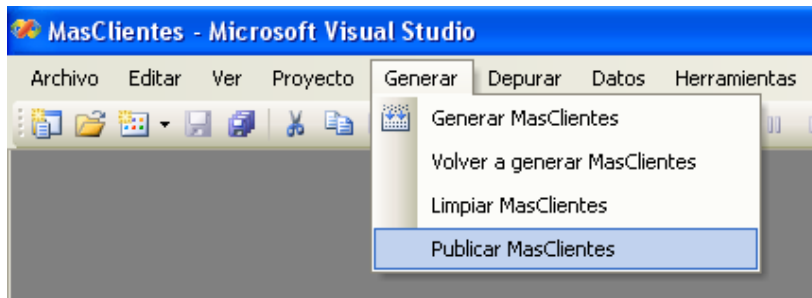 MasClientes - Microsoft Visual Studio
Archivo Editar Ver Proyecto Generar Depurar Datos Herramientas
Generar MasClientes
Volver a generar MasClientes
Limpiar MasClientes
Publicar MasClientes